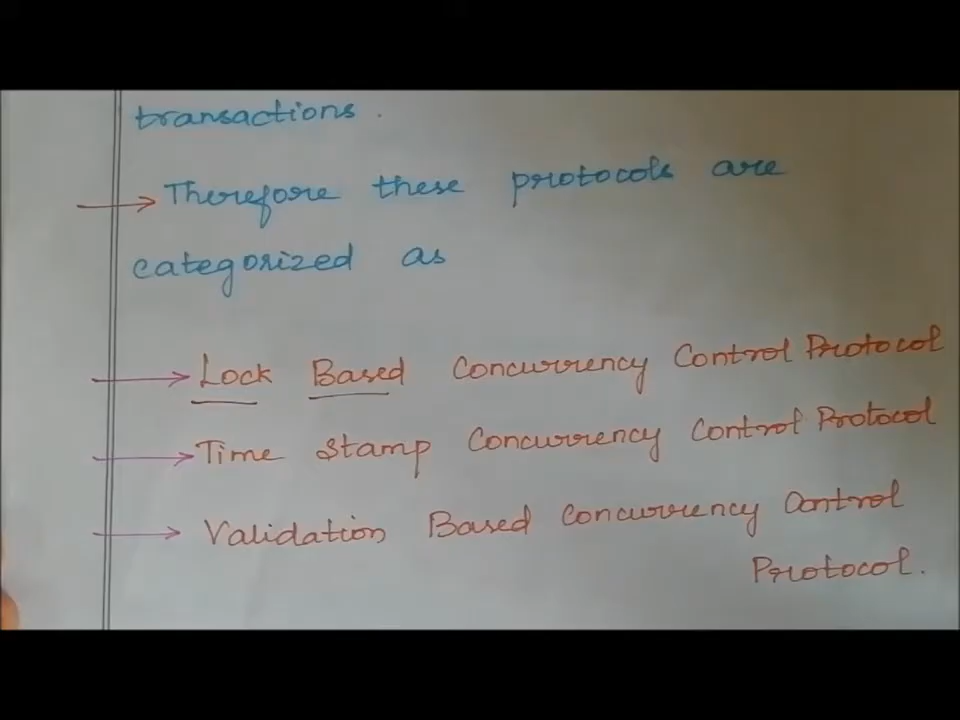 transactions.
Therefore these protocols are
categorized as
Lock Based Concurrency Control Protocol
Time Stamp Concurrency Control Protocol
Validation Based Concurrency Control
Protocol.